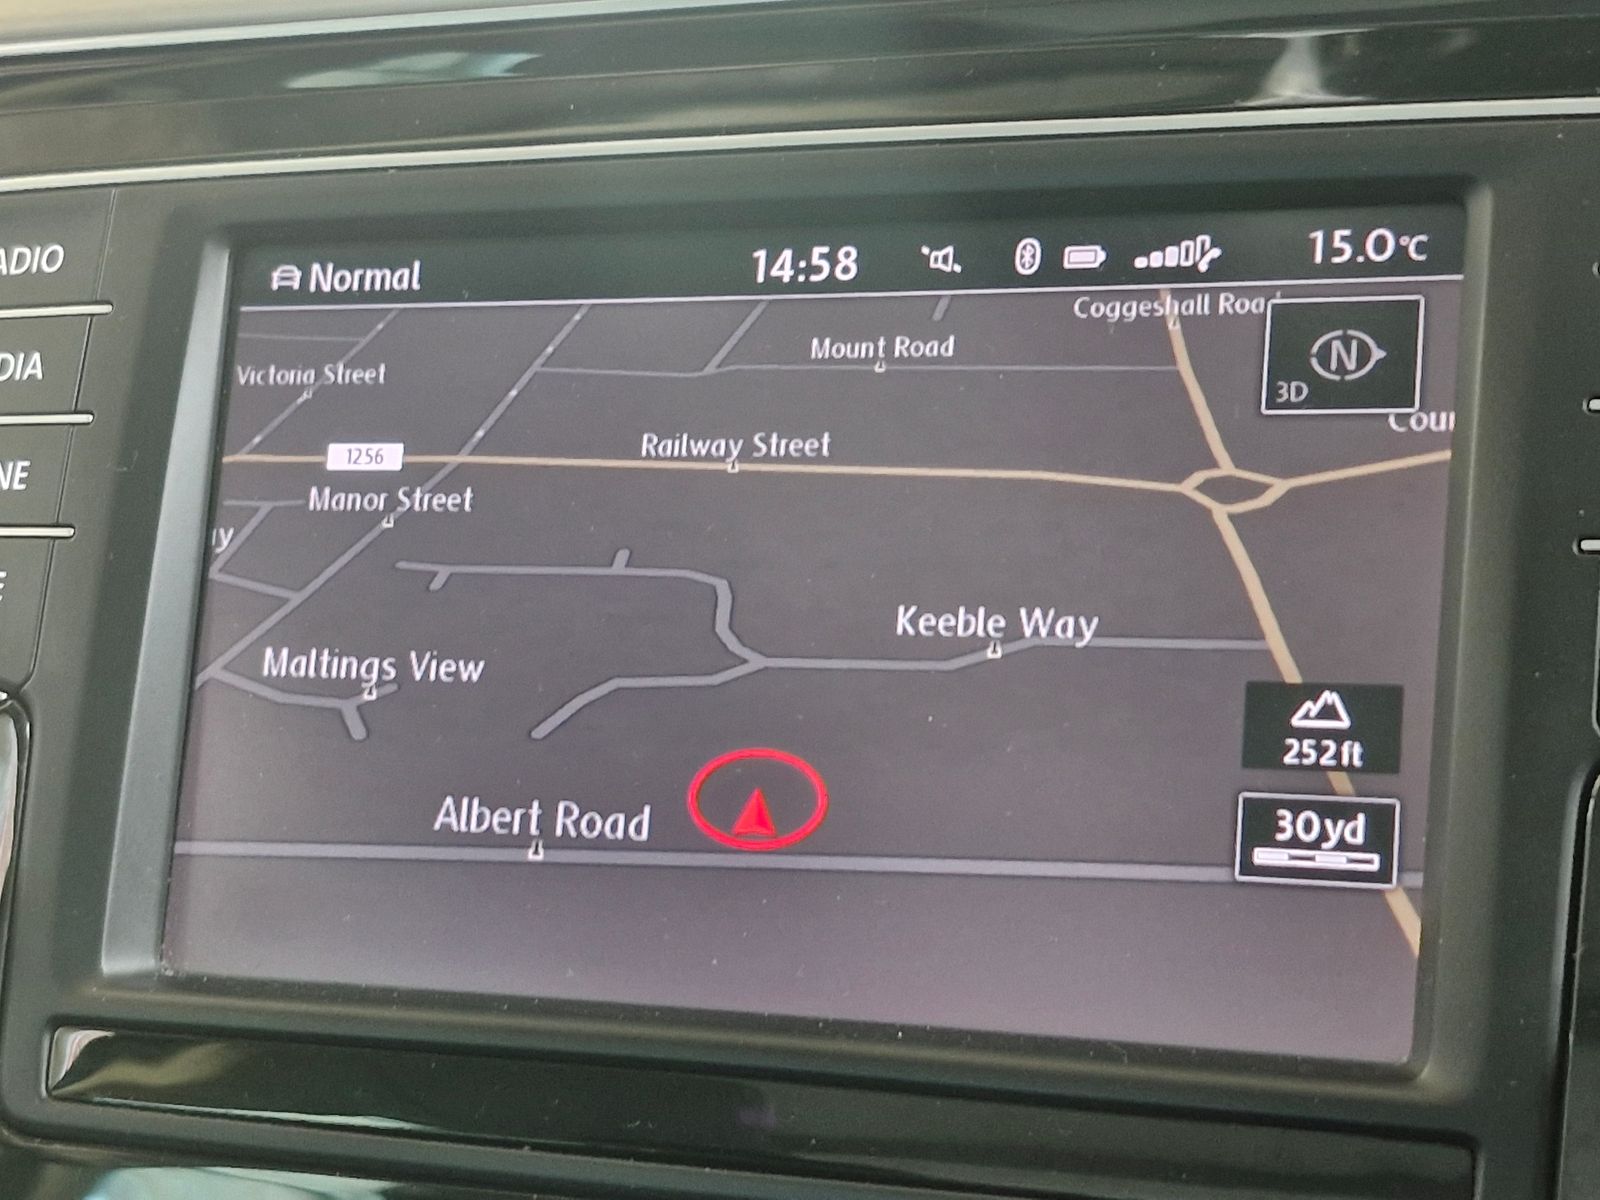 ADIO
DIA
NE
E
Normal
14:58
15.0°C
Coggeshall Road
N
3D
Mount Road
Victoria Street
Cour
Railway Street
1256
Manor Street
y
Keeble Way
Maltings View
252ft
Albert Road
30yd